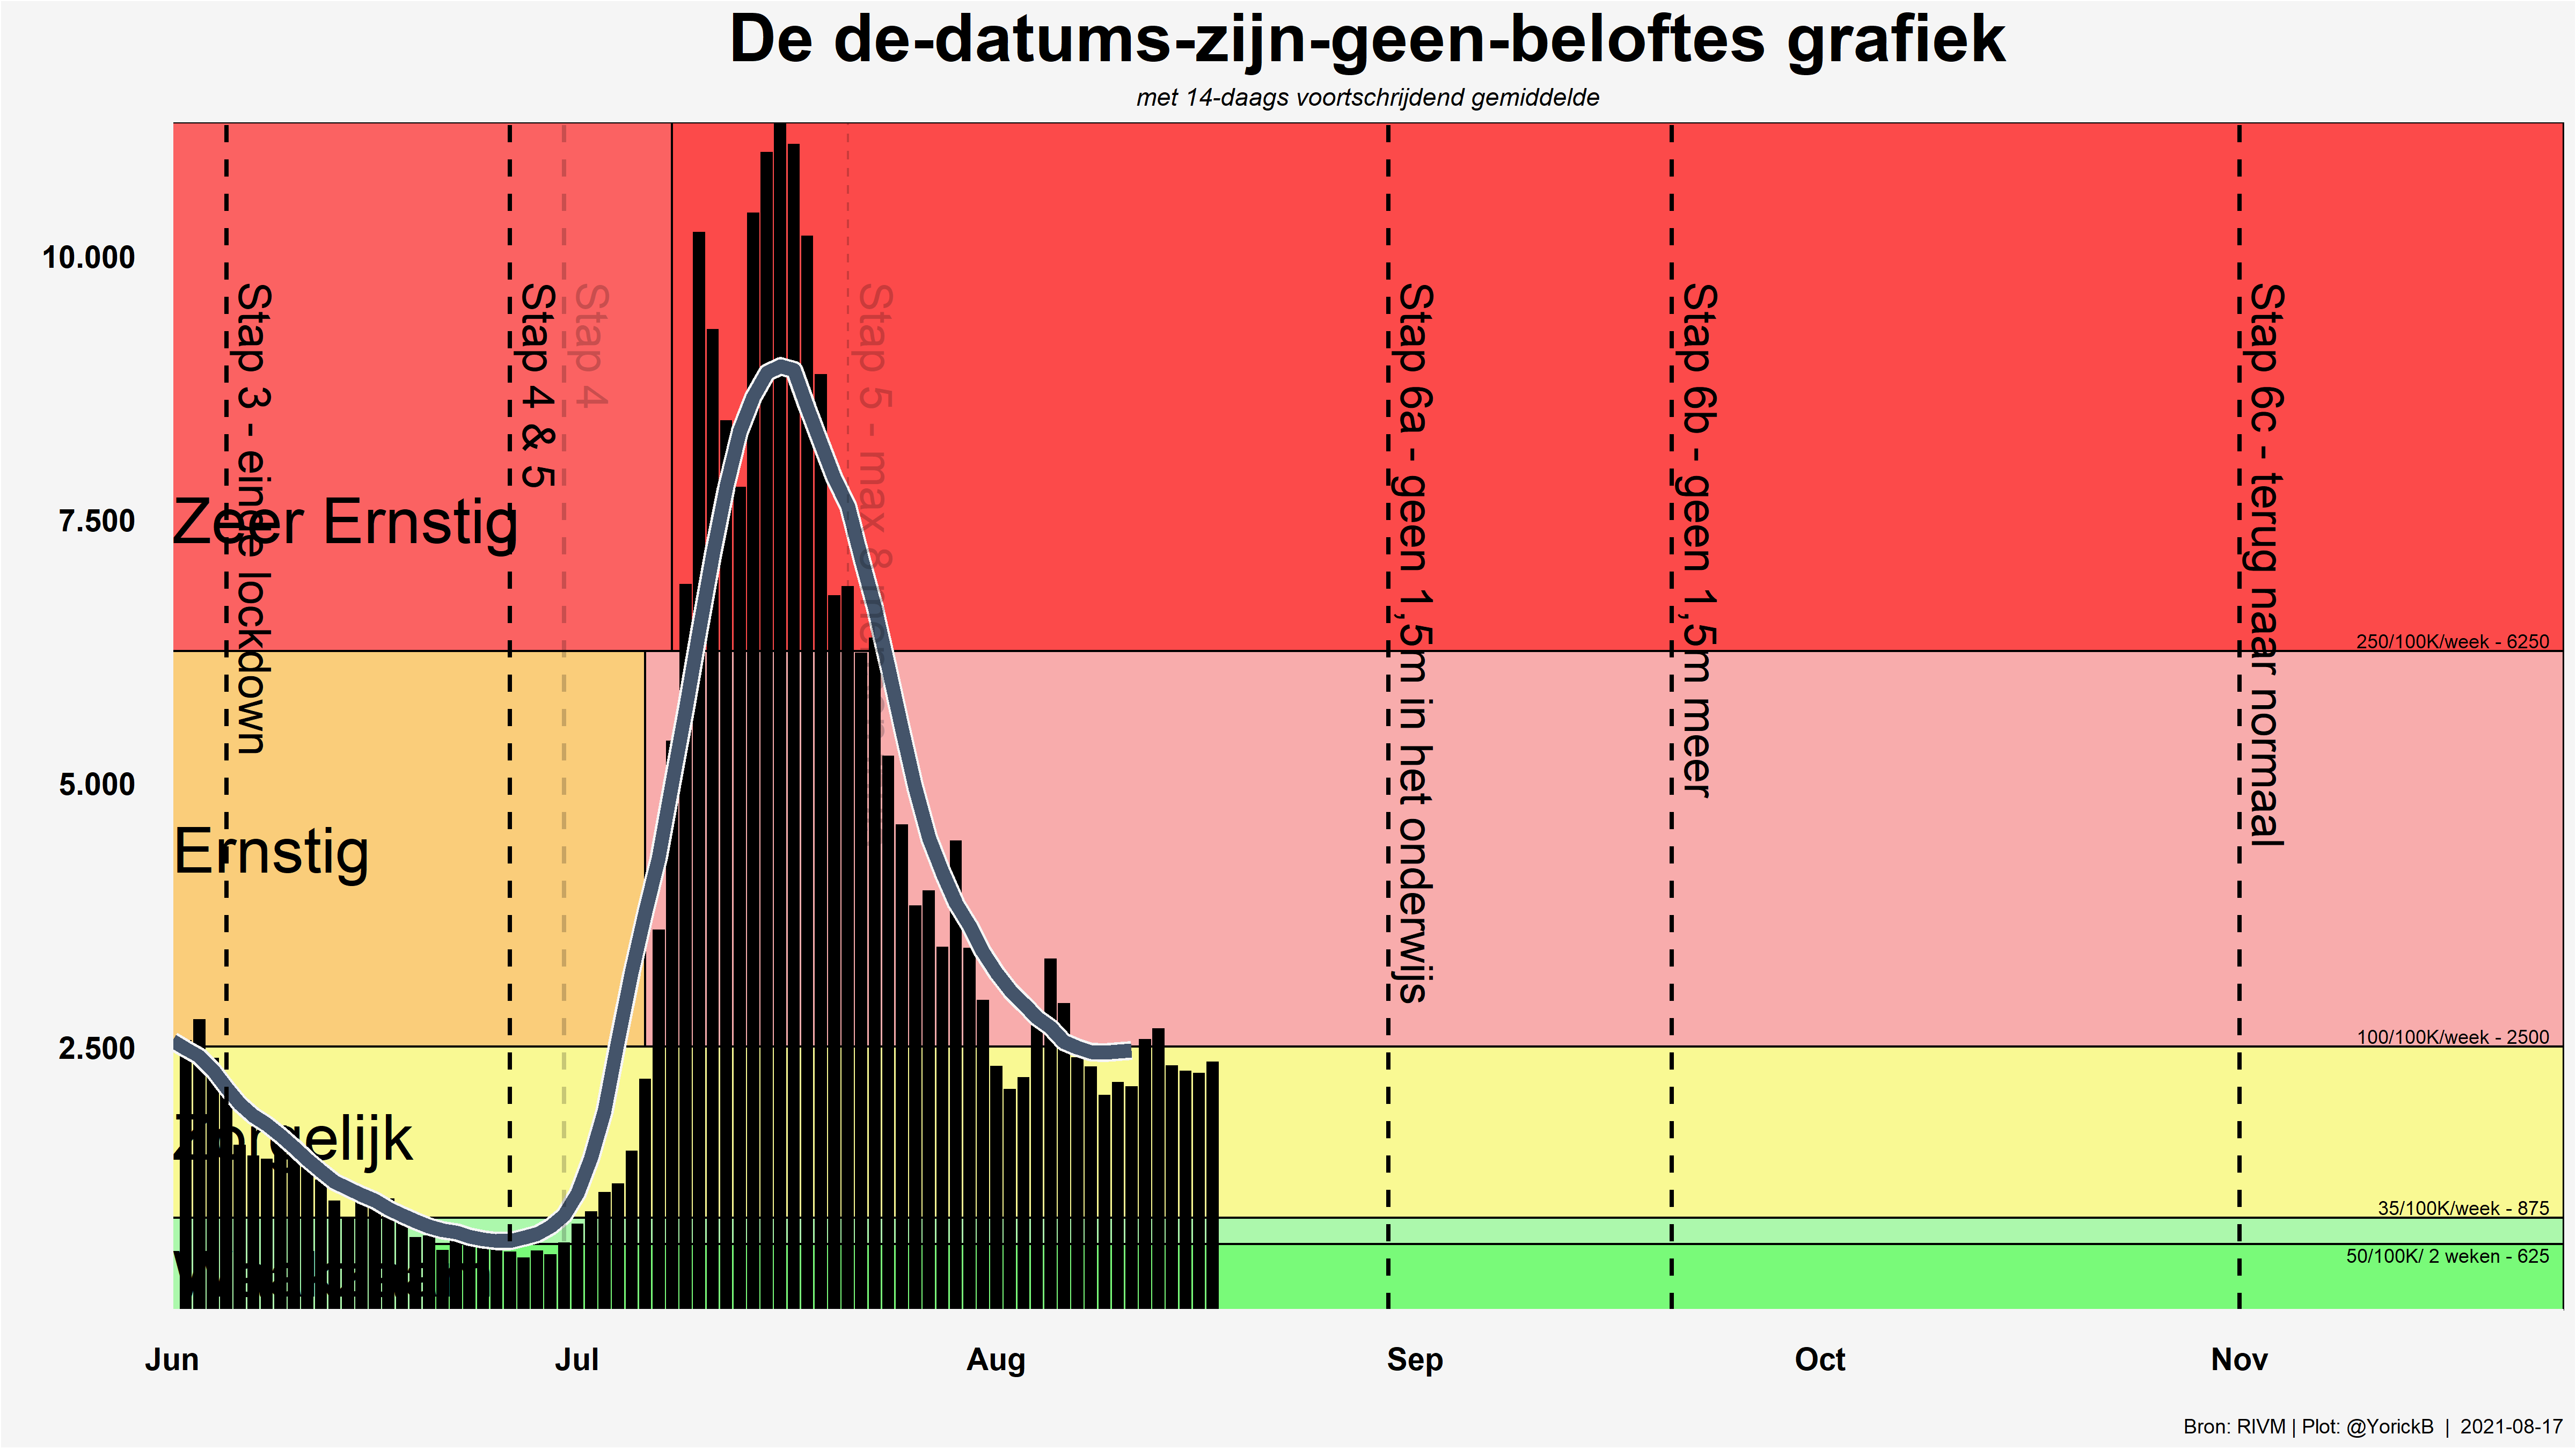 De de-datums-zijn-geen-beloftes grafiek
met 14-daags voortschrijdend gemiddelde
10.000
7.500
5.000
2.500
Zeer Ernstig
Ernstig
Zorgelijk
Stap 3 - einde lockdown
Stap 4 & 5
Stap 4
Stap 5 - max 8
Stap 6a - geen 1,5m in het onderwijs
Stap 6b - geen 1,5m meer
Stap 6c - terug naar normaal
250/100K/week - 6250
100/100K/week - 2500
35/100K/week - 875
50/100K/ 2 weken - 625
Jun
Jul
Aug
Sep
Oct
Nov
Bron: RIVM | Plot: @YorickB | 2021-08-17